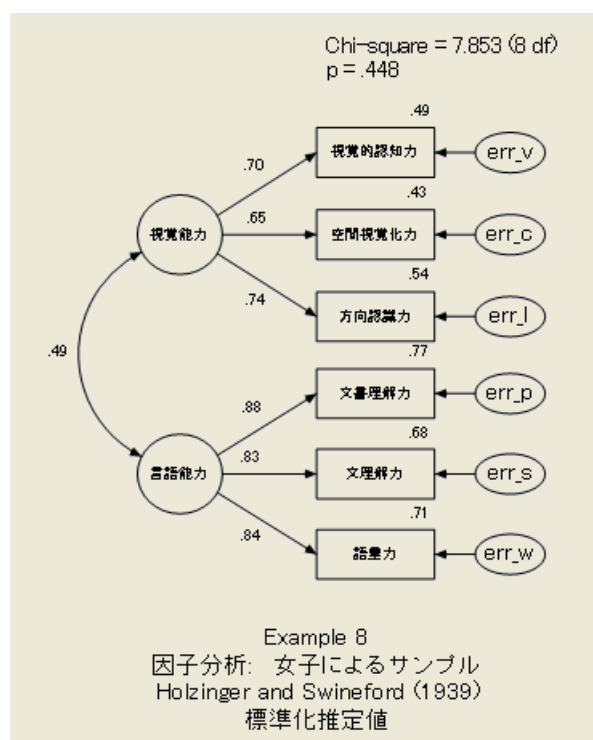 Chi-square = 7.853 (8 df)
p = .448
.49
視覚的認知力
err_v
.70
.43
.65
視覚能力
空間視覚化力
err_c
.54
.74
方向認識力
err_l
.49
.77
文書理解力
err_p
.88
.68
.83
言語能力
文理解力
err_s
.71
.84
語彙力
err_w
Example 8
因子分析: 女子によるサンプル
Holzinger and Swineford (1939)
標準化推定値